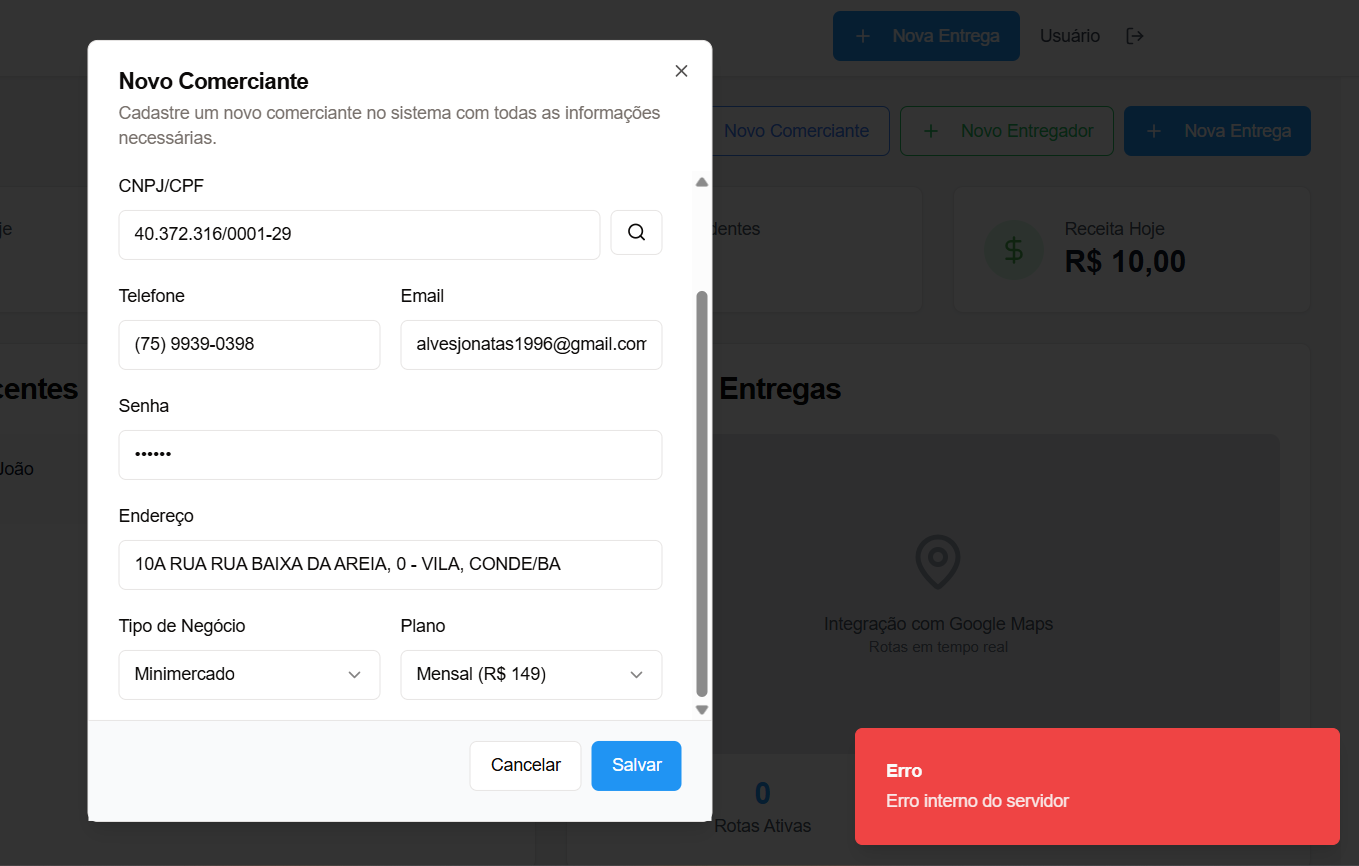 Nova Entrega
Usuário
Novo Comerciante
Cadastre um novo comerciante no sistema com todas as informações
necessárias.
Novo Comerciante
Novo Entregador
Nova Entrega
CNPJ/CPF
40.372.316/0001-29
Telefone
Email
(75) 9939-0398
alvesjonatas1996@gmail.com
Senha
••••••
Endereço
10A RUA RUA BAIXA DA AREIA, 0 - VILA, CONDE/BA
Tipo de Negócio
Plano
Minimercado
Mensal (R$ 149)
Cancelar
Salvar
je
dentes
Receita Hoje
$
R$ 10,00
centes
Entregas
João
Integração com Google Maps
Rotas em tempo real
0
Rotas Ativas
Erro
Erro interno do servidor